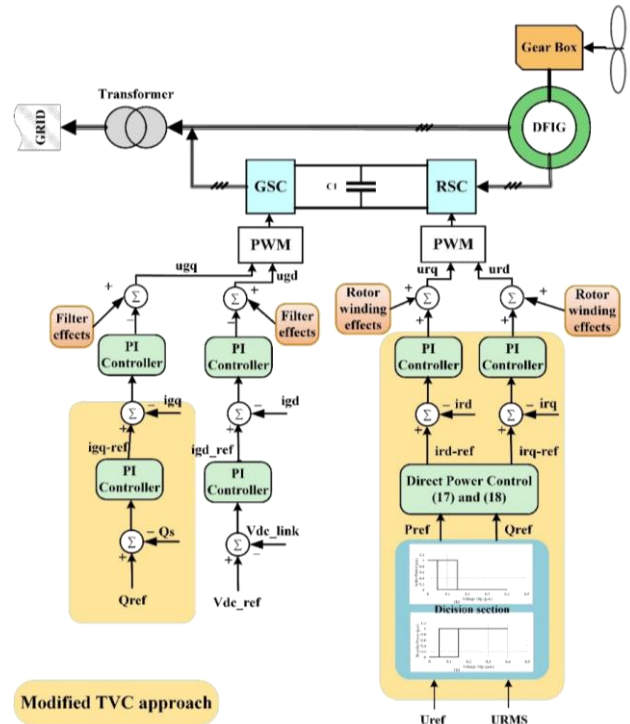 Gear Box
Transformer
GRID
DFIG
GSC
C1
RSC
PWM
PWM
ugq
ugd
urq
urd
+
+
+
+
Σ
Σ
Σ
Σ
Filter effects
Filter effects
Rotor winding effects
Rotor winding effects
−
−
+
+
PI Controller
PI Controller
PI Controller
PI Controller
Σ
− igq
Σ
− igd
Σ
− ird
Σ
− irq
+
+
+
+
igq-ref
igd_ref
ird-ref
irq-ref
PI Controller
PI Controller
Direct Power Control (17) and (18)
Pref
Qref
Σ
− Qs
Σ
Vdc_link
−
+
+
Qref
Vdc_ref
Dicision section
Modified TVC approach
Uref
URMS